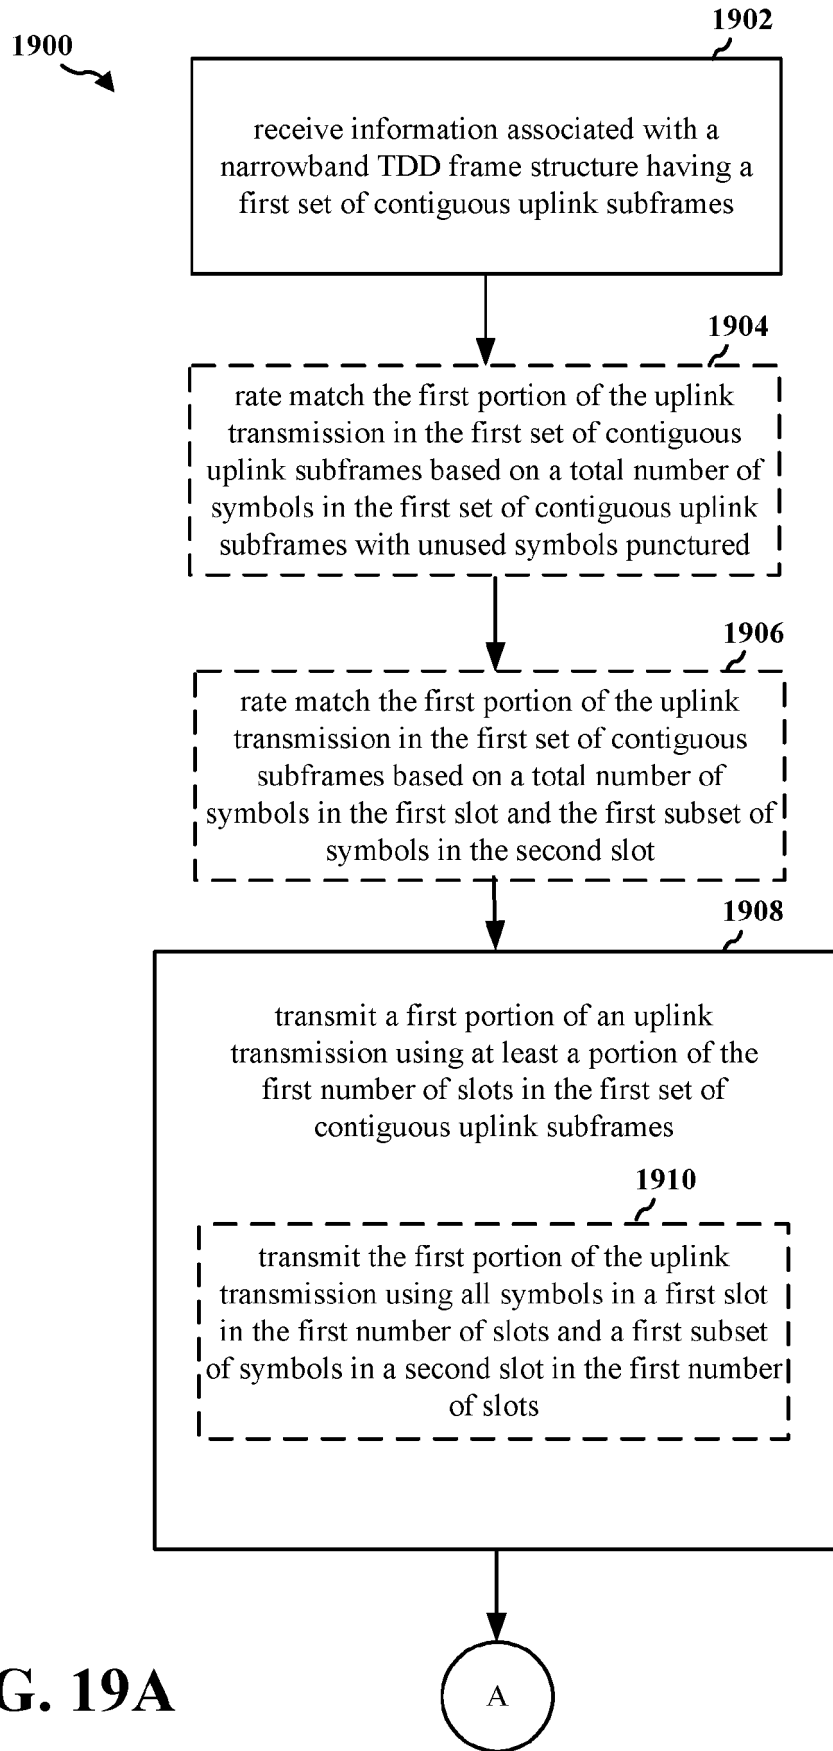 1900
1902
receive information associated with a
narrowband TDD frame structure having a
first set of contiguous uplink subframes
1904
rate match the first portion of the uplink
transmission in the first set of contiguous
uplink subframes based on a total number of
symbols in the first set of contiguous uplink
subframes with unused symbols punctured
1906
rate match the first portion of the uplink
transmission in the first set of contiguous
subframes based on a total number of
symbols in the first slot and the first subset of
symbols in the second slot
1908
transmit a first portion of an uplink
transmission using at least a portion of the
first number of slots in the first set of
contiguous uplink subframes
1910
transmit the first portion of the uplink
transmission using all symbols in a first slot
in the first number of slots and a first subset
of symbols in a second slot in the first number
of slots
G. 19A
A